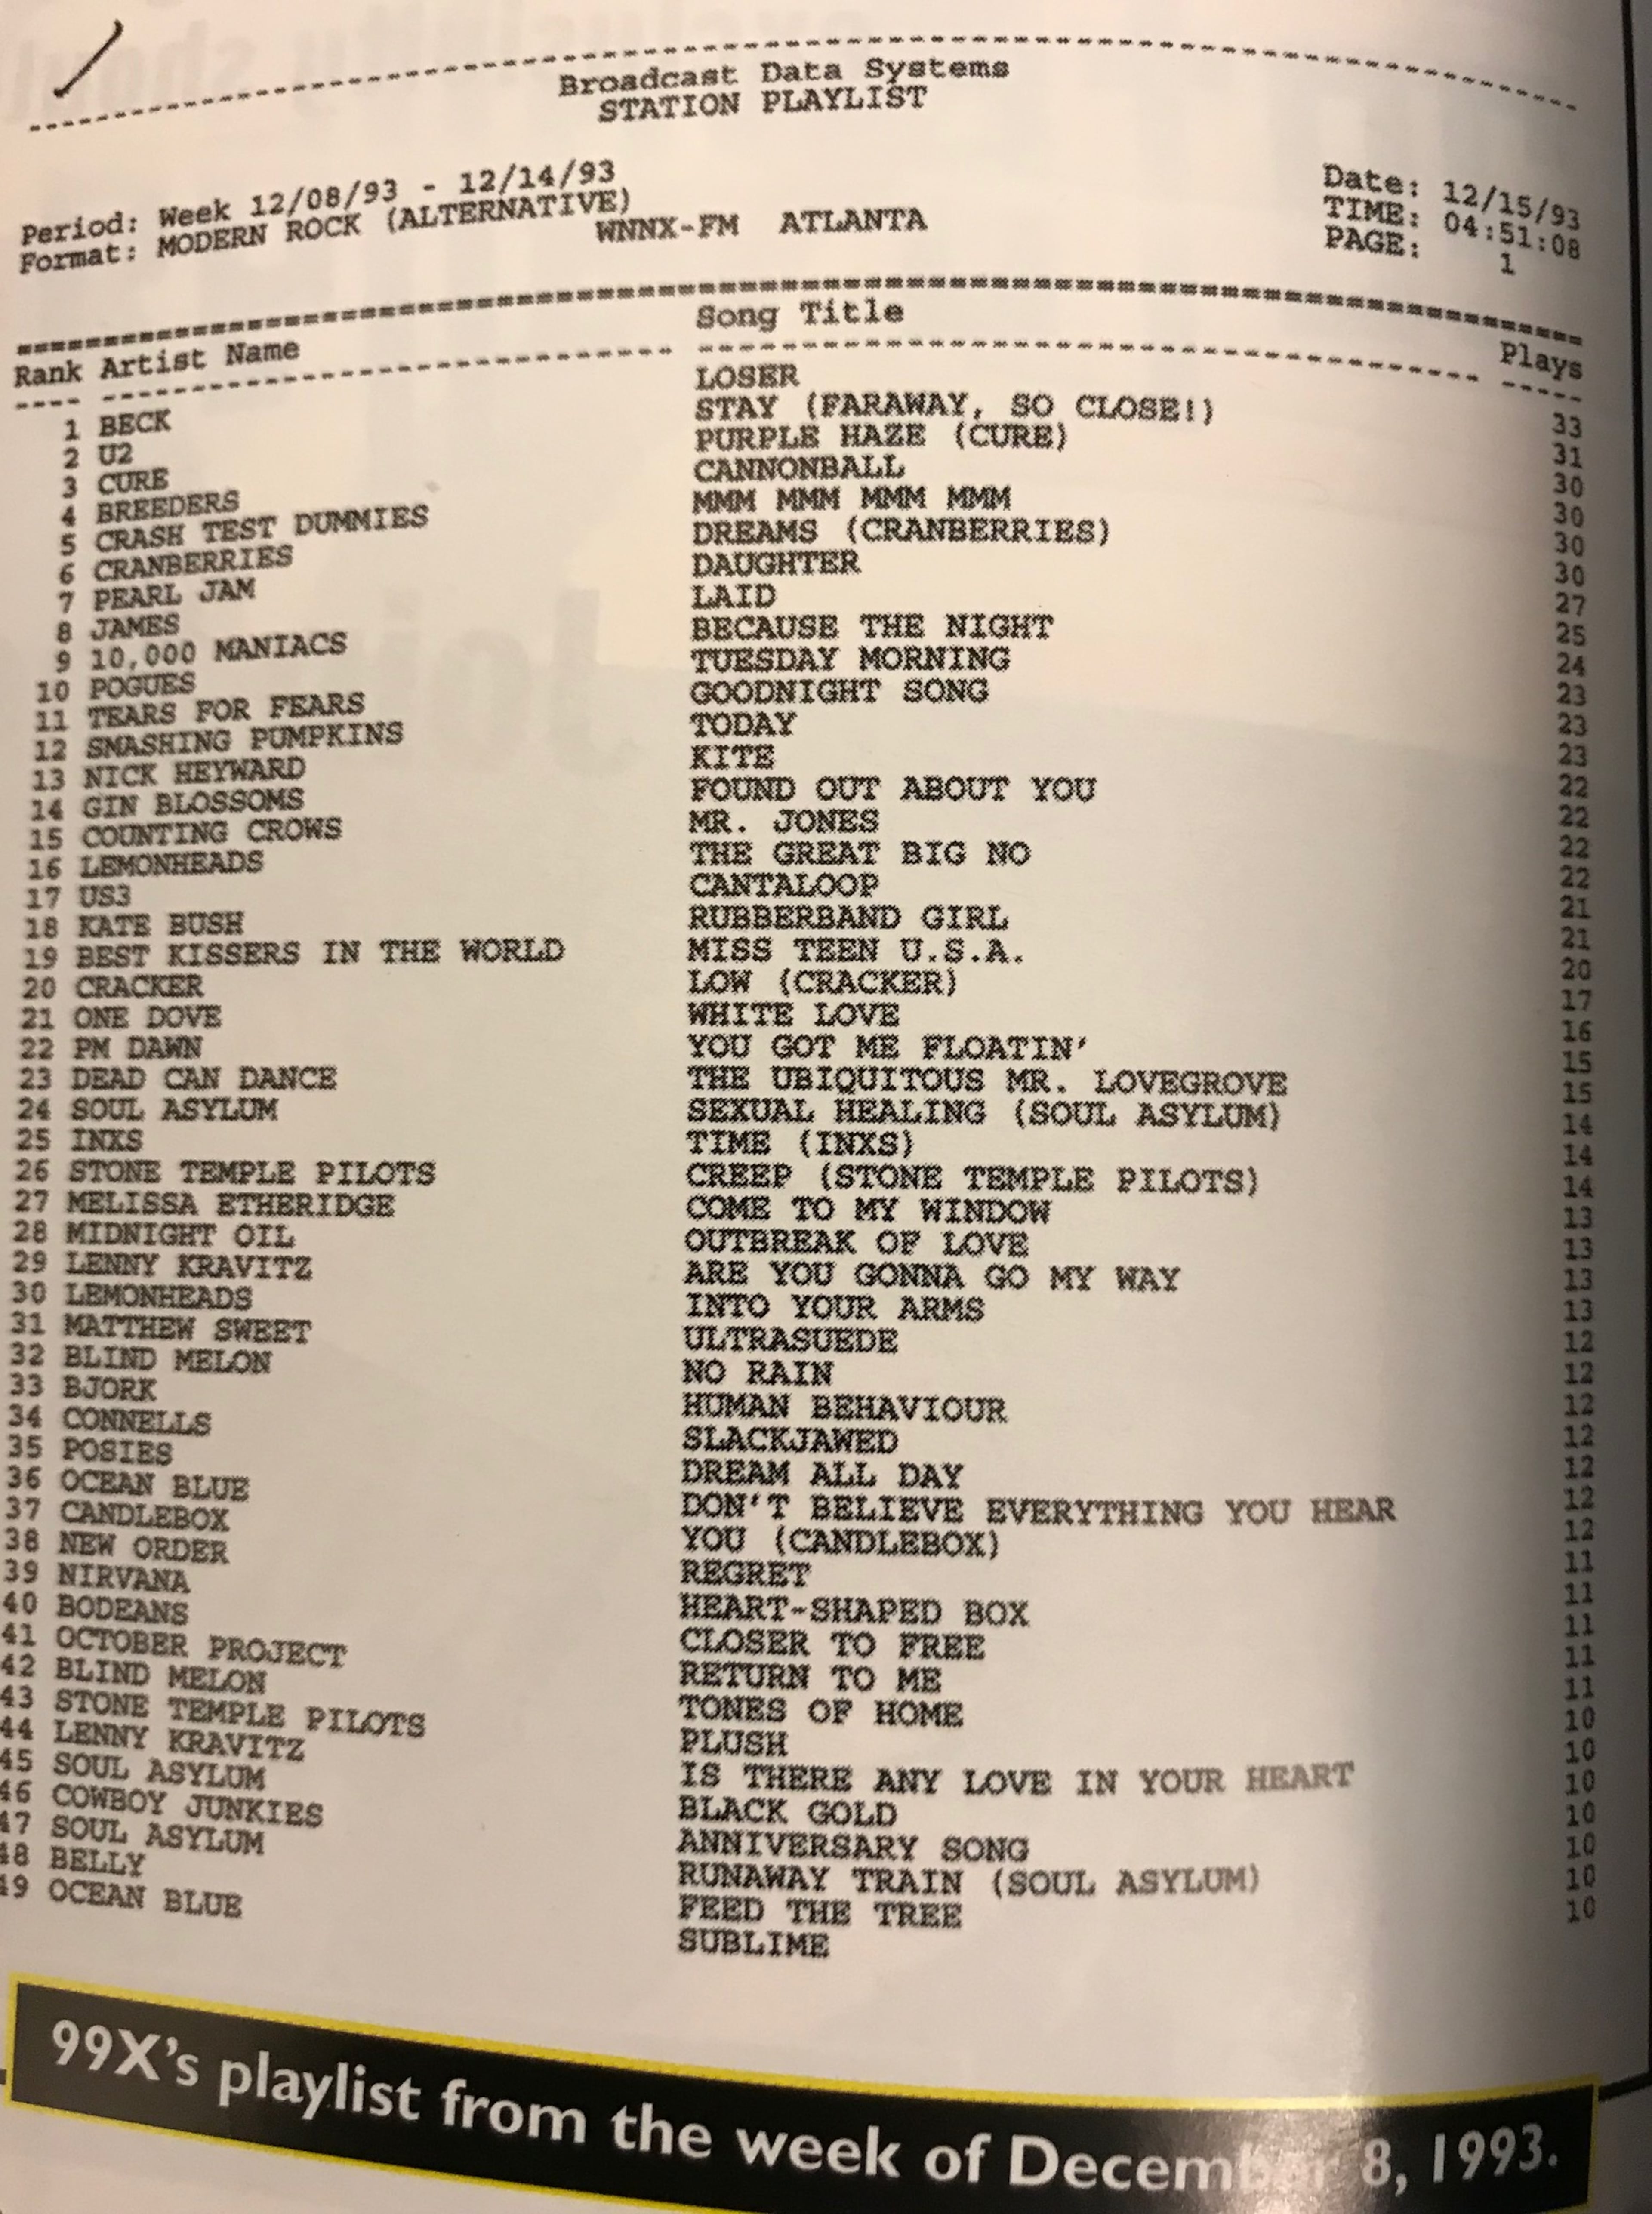 Broadcast Data Systems
STATION PLAYLIST
Period: Week 12/08/93 - 12/14/93 Date: 12/15/93
Format: MODERN ROCK (ALTERNATIVE) WNNX-FM ATLANTA TIME: 04:51:08
PAGE: 1
Rank Artist Name Song Title Plays
1 BECK LOSER 33
2 U2 STAY (FARAWAY, SO CLOSE!) 31
3 CURE PURPLE HAZE (CURE) 30
4 BREEDERS CANNONBALL 30
5 CRASH TEST DUMMIES MMM MMM MMM MMM 30
6 CRANBERRIES DREAMS (CRANBERRIES) 30
7 PEARL JAM DAUGHTER 27
8 JAMES LAID 25
9 10,000 MANIACS BECAUSE THE NIGHT 24
10 POGUES TUESDAY MORNING 23
11 TEARS FOR FEARS GOODNIGHT SONG 23
12 SMASHING PUMPKINS TODAY 23
13 NICK HEYWARD KITE 22
14 GIN BLOSSOMS FOUND OUT ABOUT YOU 22
15 COUNTING CROWS MR. JONES 22
16 LEMONHEADS THE GREAT BIG NO 22
17 US3 CANTALOOP 21
18 KATE BUSH RUBBERBAND GIRL 21
19 BEST KISSERS IN THE WORLD MISS TEEN U.S.A. 20
20 CRACKER LOW (CRACKER) 17
21 ONE DOVE WHITE LOVE 16
22 PM DAWN YOU GOT ME FLOATIN' 15
23 DEAD CAN DANCE THE UBIQUITOUS MR. LOVEGROVE 15
24 SOUL ASYLUM SEXUAL HEALING (SOUL ASYLUM) 14
25 INXS TIME (INXS) 14
26 STONE TEMPLE PILOTS CREEP (STONE TEMPLE PILOTS) 14
27 MELISSA ETHERIDGE COME TO MY WINDOW 13
28 MIDNIGHT OIL OUTBREAK OF LOVE 13
29 LENNY KRAVITZ ARE YOU GONNA GO MY WAY 13
30 LEMONHEADS INTO YOUR ARMS 13
31 MATTHEW SWEET ULTRASUEDE 12
32 BLIND MELON NO RAIN 12
33 BJORK HUMAN BEHAVIOUR 12
34 CONNELLS SLACKJAWED 12
35 POSIES DREAM ALL DAY 12
36 OCEAN BLUE DON'T BELIEVE EVERYTHING YOU HEAR 12
37 CANDLEBOX YOU (CANDLEBOX) 12
38 NEW ORDER REGRET 11
39 NIRVANA HEART-SHAPED BOX 11
40 BODEANS CLOSER TO FREE 11
41 OCTOBER PROJECT RETURN TO ME 11
42 BLIND MELON TONES OF HOME 11
43 STONE TEMPLE PILOTS PLUSH 10
44 LENNY KRAVITZ IS THERE ANY LOVE IN YOUR HEART 10
45 SOUL ASYLUM BLACK GOLD 10
46 COWBOY JUNKIES ANNIVERSARY SONG 10
47 SOUL ASYLUM RUNAWAY TRAIN (SOUL ASYLUM) 10
48 BELLY FEED THE TREE 10
49 OCEAN BLUE SUBLIME 10
99X's playlist from the week of December 8, 1993.